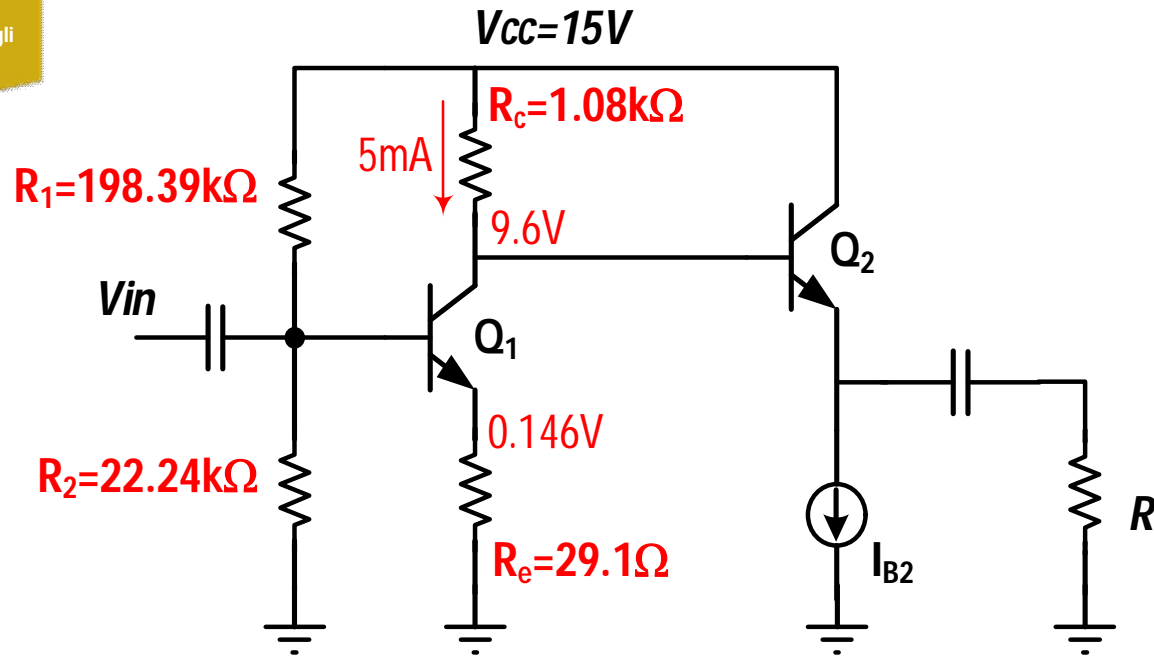 gli
Vcc=15V
Rc=1.08kΩ
5mA
R1=198.39kΩ
9.6V
Q2
Vin
Q1
0.146V
R2=22.24kΩ
R
Re=29.1Ω
IB2